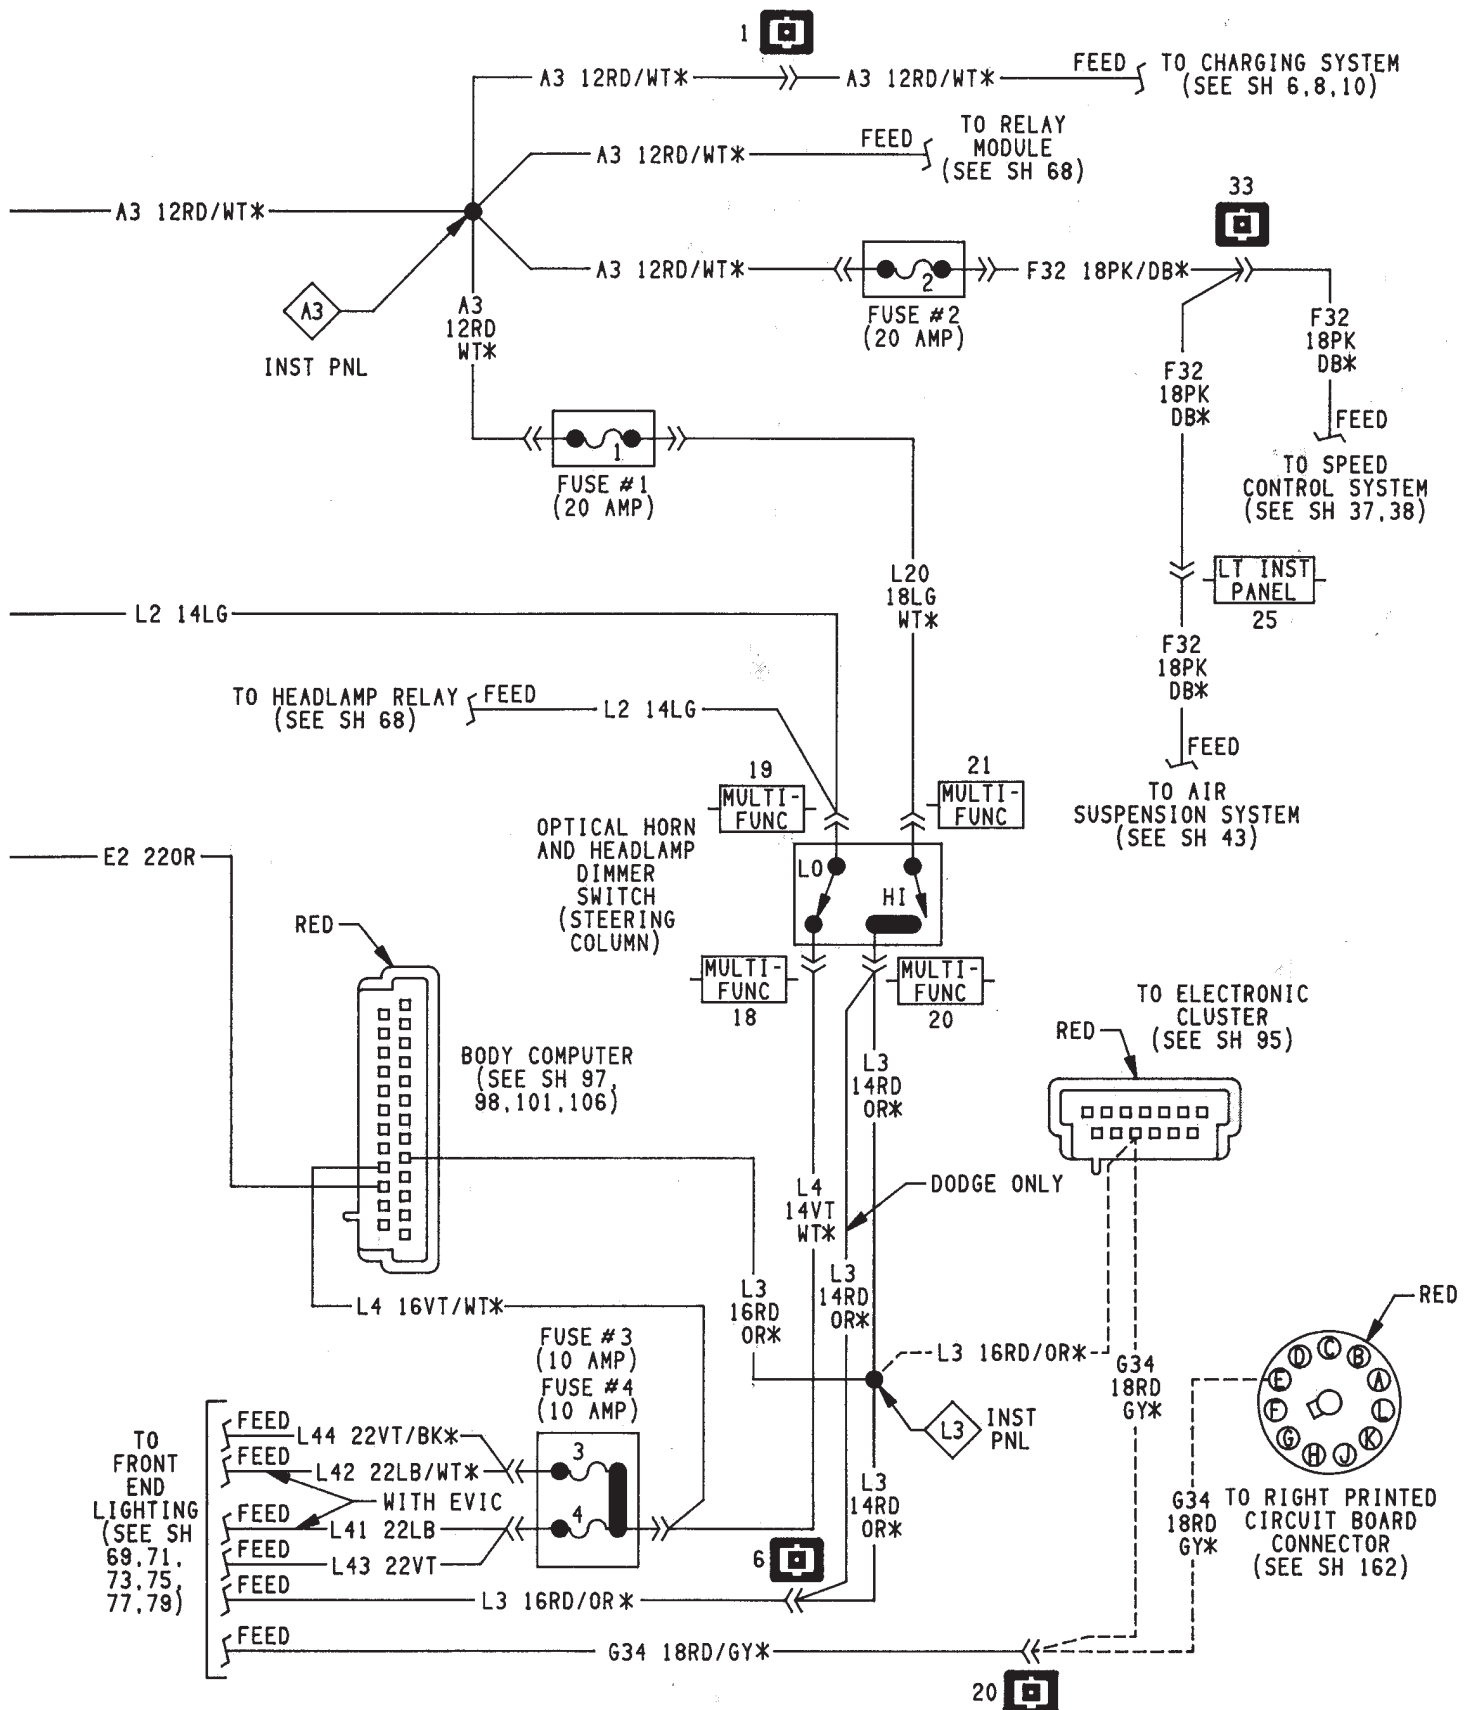 1
A3 12RD/WT*
A3 12RD/WT*
FEED
TO CHARGING SYSTEM
(SEE SH 6,8,10)
A3 12RD/WT*
FEED
TO RELAY
MODULE
(SEE SH 68)
A3 12RD/WT*
33
A3 12RD/WT*
2
FUSE #2
(20 AMP)
F32 18PK/DB*
A3
INST PNL
A3
12RD
WT*
F32
18PK
DB*
F32
18PK
DB*
FEED
TO SPEED
CONTROL SYSTEM
(SEE SH 37,38)
1
FUSE #1
(20 AMP)
L20
18LG
WT*
LT INST
PANEL
25
L2 14LG
F32
18PK
DB*
FEED
TO AIR
SUSPENSION SYSTEM
(SEE SH 43)
TO HEADLAMP RELAY
(SEE SH 68)
FEED
L2 14LG
19
MULTI-
FUNC
21
MULTI-
FUNC
OPTICAL HORN
AND HEADLAMP
DIMMER
SWITCH
(STEERING
COLUMN)
LO
HI
E2 22OR
RED
MULTI-
FUNC
18
MULTI-
FUNC
20
BODY COMPUTER
(SEE SH 97,
98,101,106)
L3
14RD
OR*
TO ELECTRONIC
CLUSTER
(SEE SH 95)
RED
DODGE ONLY
L4
14VT
WT*
L3
16RD
OR*
L3
14RD
OR*
L4 16VT/WT*
L3 16RD/OR*
G34
18RD
GY*
RED
A
B
C
D
E
F
G
H
J
K
L
FUSE #3
(10 AMP)
FUSE #4
(10 AMP)
L3
INST
PNL
TO
FRONT
END
LIGHTING
(SEE SH
69,71,
73,75,
77,79)
FEED
L44 22VT/BK*
FEED
L42 22LB/WT*
WITH EVIC
FEED
L41 22LB
FEED
L43 22VT
FEED
L3 16RD/OR*
FEED
G34 18RD/GY*
3
4
6
L3
14RD
OR*
G34
18RD
GY*
TO RIGHT PRINTED
CIRCUIT BOARD
CONNECTOR
(SEE SH 162)
20